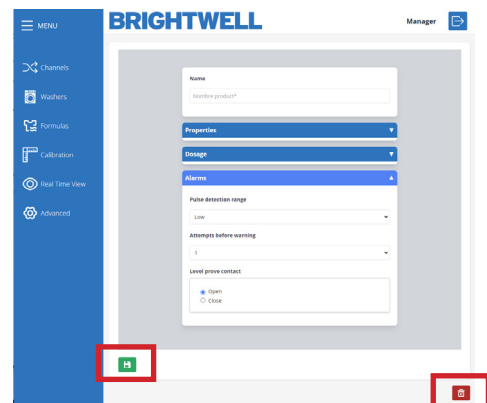 MENU
BRIGHTWELL
Manager
Channels
Washers
Formulas
Calibration
Real Time View
Advanced
Name
Nombre product*
Properties
Dosage
Alarms
Pulse detection range
Low
Attempts before warning
1
Level prove contact
Open
Close